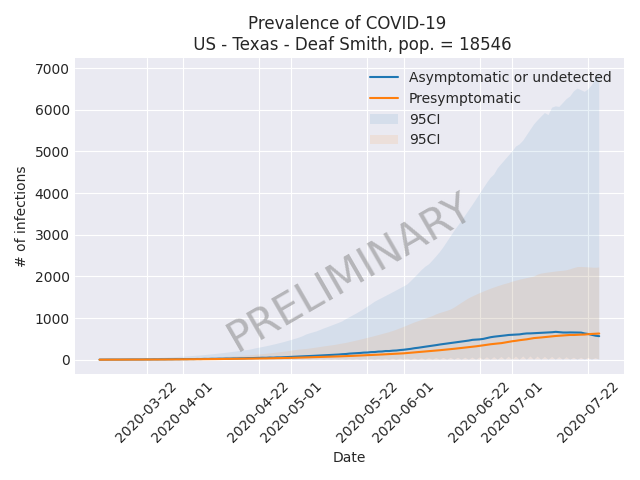 Prevalence of COVID-19
US - Texas - Deaf Smith, pop. = 18546
7000
6000
5000
4000
3000
2000
1000
0
# of infections
Asymptomatic or undetected
Presymptomatic
95CI
95CI
PRELIMINARY
2020-03-22
2020-04-01
2020-04-22
2020-05-01
2020-05-22
2020-06-01
2020-06-22
2020-07-01
2020-07-22
Date